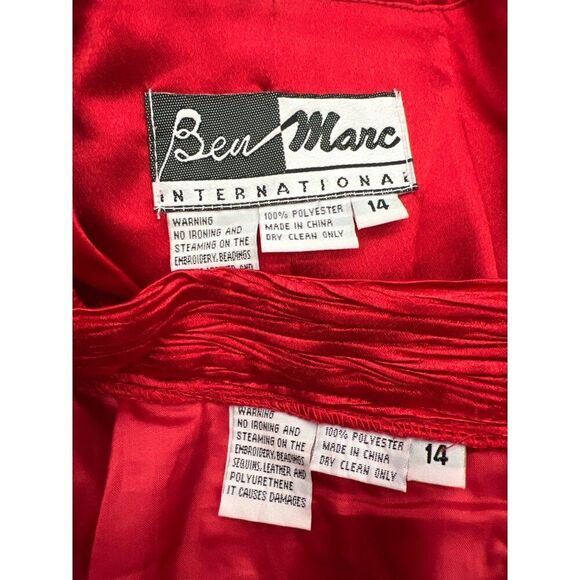 Ben Marc
INTERNATIONAL
14
WARNING
NO IRONING AND
STEAMING ON THE
EMBROIDERY, BEADINGS
100% POLYESTER
MADE IN CHINA
DRY CLEAN ONLY
WARNING
NO IRONING AND
STEAMING ON THE
EMBROIDERY, BEADINGS
SEQUINS, LEATHER AND
POLYURETHENE
IT CAUSES DAMAGES
100% POLYESTER
MADE IN CHINA
DRY CLEAN ONLY
14